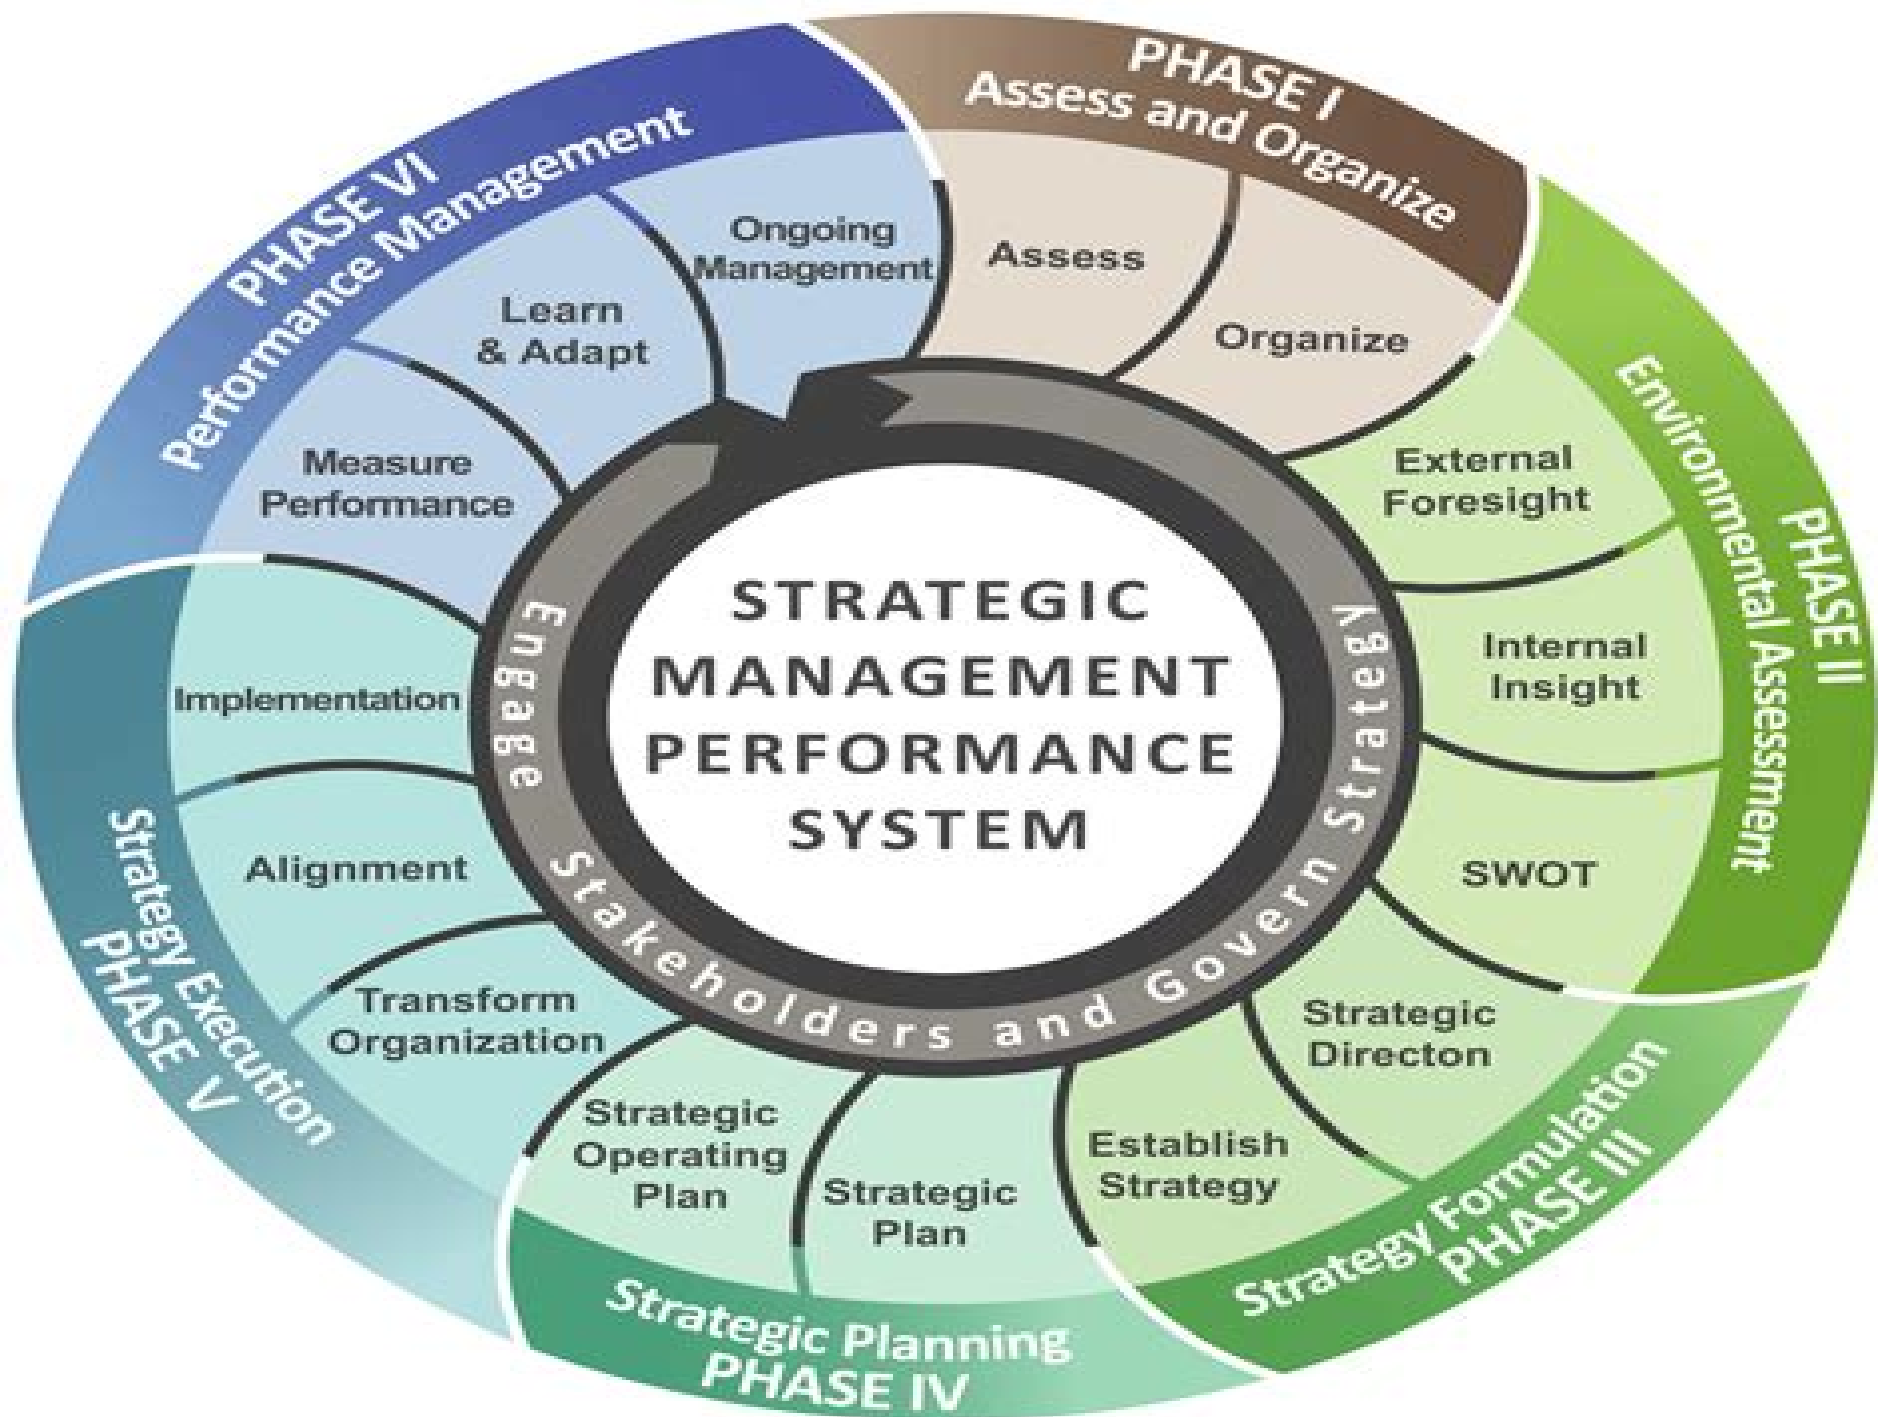 PHASE I
Assess and Organize
Assess
Organize
PHASE II
Environmental Assessment
External
Foresight
Internal
Insight
SWOT
Strategic
Directon
Establish
Strategy
Strategy Formulation
PHASE III
Strategic
Plan
Strategic
Operating
Plan
Strategic Planning
PHASE IV
Transform
Organization
Alignment
Implementation
Strategy Execution
PHASE V
PHASE VI
Performance Management
Measure
Performance
Learn
& Adapt
Ongoing
Management
Engage Stakeholders and Govern Strategy
STRATEGIC
MANAGEMENT
PERFORMANCE
SYSTEM